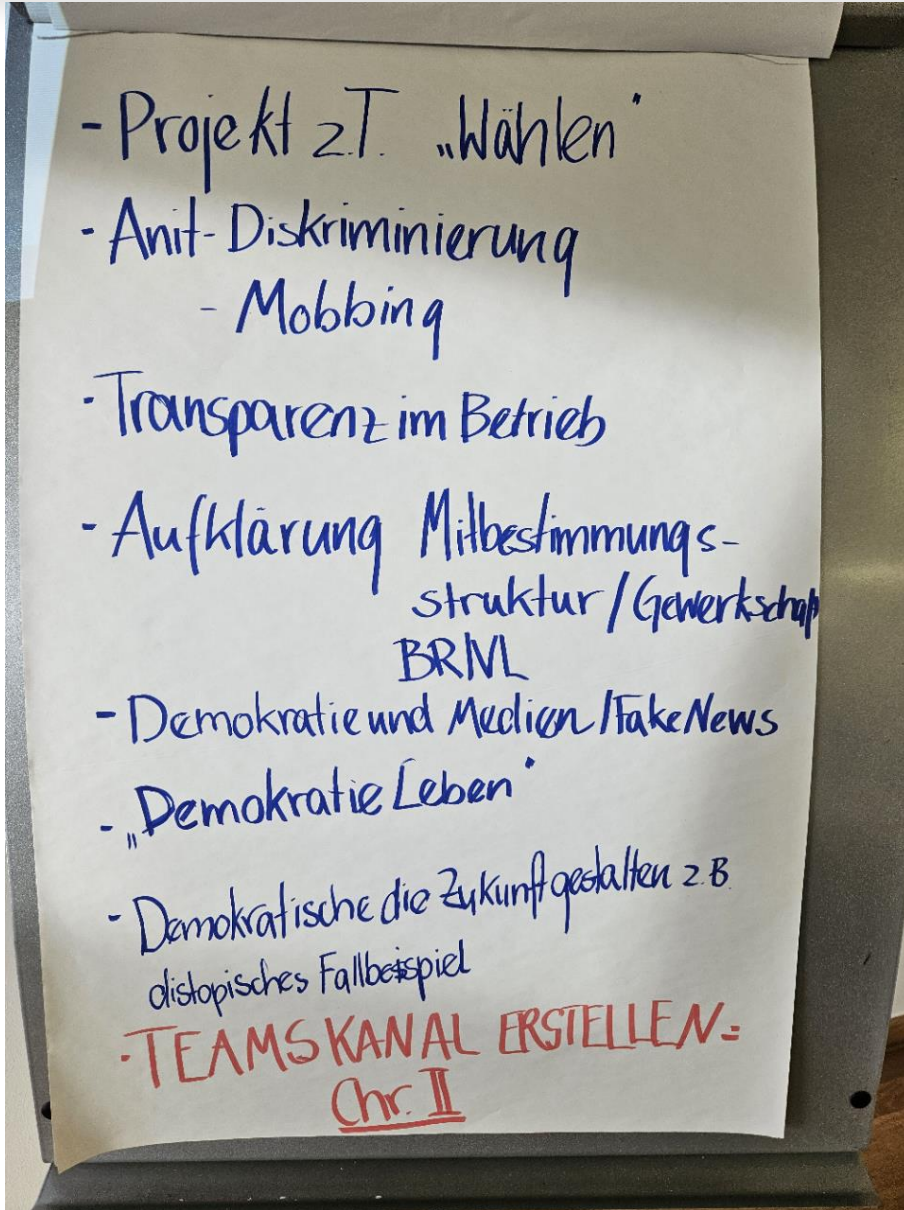 - Projekt z.T. „Wählen"
- Anit-Diskriminierung
- Mobbing
- Transparenz im Betrieb
- Aufklärung Mitbestimmungs-
struktur / Gewerkschaf
BR/VL
- Demokratie und Medien / Fake News
- „Demokratie Leben"
- Demokratische die Zukunft gestalten z.B.
distopisches Fallbeispiel
- TEAMSKANAL ERSTELLEN =
Chr. II